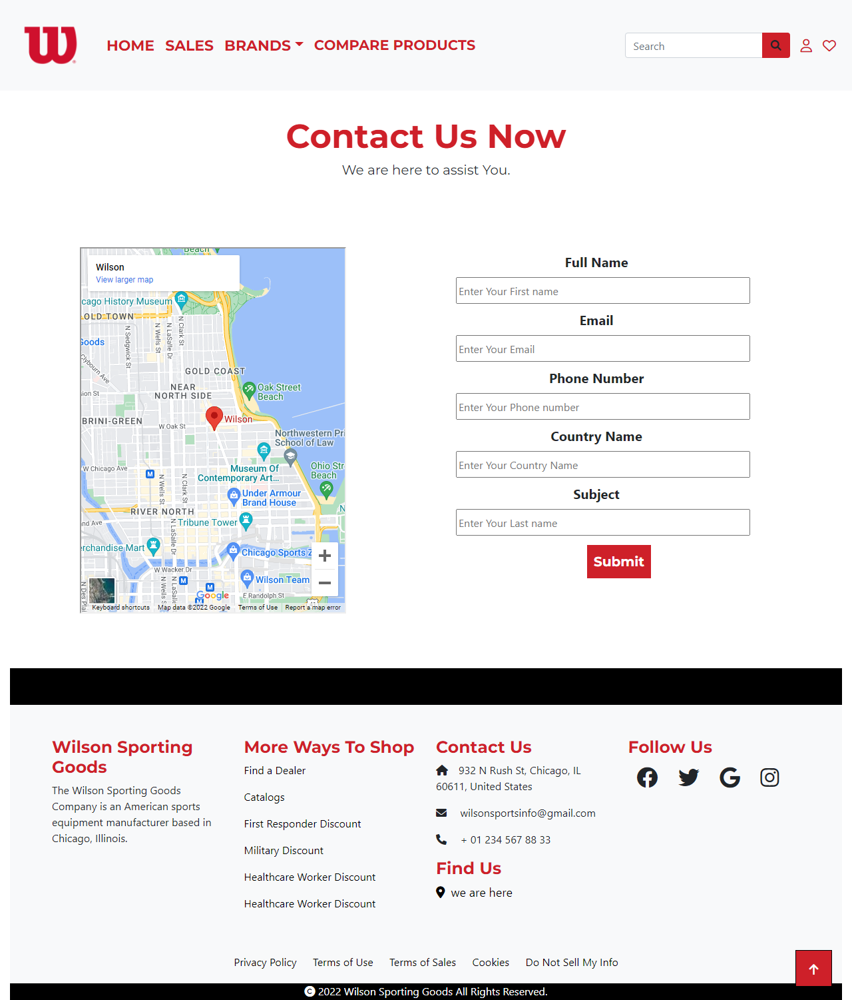 W
HOME SALES BRANDS COMPARE PRODUCTS
Search
Contact Us Now
We are here to assist You.
Beach
Wilson
View larger map
cago History Museum
OLD TOWN
N Clark St
N LaSalle Dr
N Wells St
N Sedgwick St
Goods
Clybourn Ave
GOLD COAST
NEAR
NORTH SIDE
Oak Street
Beach
sion St
BRINI-GREEN
W Oak St
Wilson
Northwestern Pri
School of Law
Museum Of
Contemporary Art...
Ohio Str
Beach
W Chicago Ave
N Wells St
N Clark St
Under Armour
Brand House
RIVER NORTH
Tribune Tower
N
nd Ave
N LaSalle Dr
erchandise Mart
Chicago Sports Z
W Wacker Dr
Wilson Team
N Wells St
N LaSalle
N Des Plai
E Randolph St
Google
41
Keyboard shortcuts Map data ©2022 Google Terms of Use Report a map error
Full Name
Enter Your First name
Email
Enter Your Email
Phone Number
Enter Your Phone number
Country Name
Enter Your Country Name
Subject
Enter Your Last name
Submit
Wilson Sporting
Goods
The Wilson Sporting Goods
Company is an American sports
equipment manufacturer based in
Chicago, Illinois.
More Ways To Shop
Find a Dealer
Catalogs
First Responder Discount
Military Discount
Healthcare Worker Discount
Healthcare Worker Discount
Contact Us
932 N Rush St, Chicago, IL
60611, United States
wilsonsportsinfo@gmail.com
+ 01 234 567 88 33
Find Us
we are here
Follow Us
Privacy Policy Terms of Use Terms of Sales Cookies Do Not Sell My Info
© 2022 Wilson Sporting Goods All Rights Reserved.